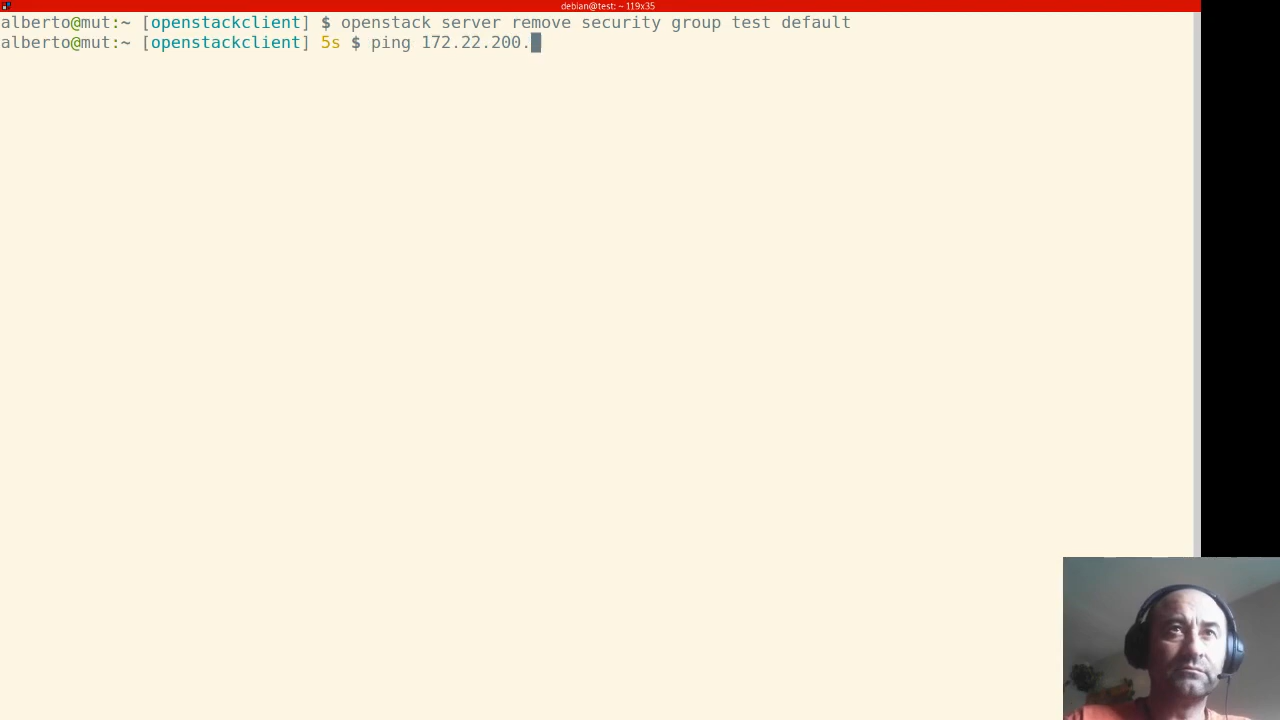 debian@test: ~ 119x35
alberto@mut:~ [openstackclient] $ openstack server remove security group test default
alberto@mut:~ [openstackclient] 5s $ ping 172.22.200.